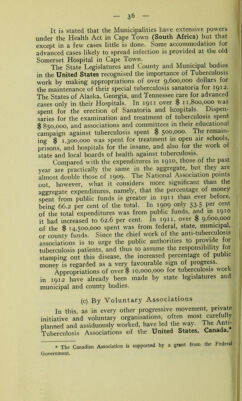 — 36 —
It is stated that the Municipalities have extensive powers
under the Health Act in Cape Town (South Africa) but that
except in a few cases little is done. Some accommodation for
advanced cases likely to spread infection is provided at the old
Somerset Hospital in Cape Town.
The State Legislatures and County and Municipal bodies
in the United States recognised the importance of Tuberculosis
work by making appropriations of over 9,600,000 dollars for
the maintenance of their special tuberculosis sanatoria for 1912.
The States of Alaska, Georgia, and Tennessee care for advanced
cases only in their Hospitals. In 1911 over $ 11,800,000 was
spent for the erection of Sanatoria and hospitals. Dispen-
saries for the examination and treatment of tuberculosis spent
$ 850,000, and associations and committees in their educational
campaign against tuberculosis spent $ 500,000. The remain-
ing $ 1,300,000 was spent for treatment in open air schools,
prisons, and hospitals for the insane, and also for the work of
state and local boards of health against tuberculosis.
Compared with the expenditures in 1910, those of the past
year are practically the same in the aggregate, but they are
almost double those of 1909. The National Association points
out, however, what it considers more significant than the
aggregate expenditures, namely, that the percentage of money
spent from public funds is greater in 1911 than ever before,
being 66.2 per cent of the total. In 1909 only 53.5 per cent
of the total expenditures was from public funds, and in 1910
it had increased to 62.6 per cent. In 1911, over $ 9,600,000
of the $ 14,500,000 spent was from federal, state, municipal,
or county funds. Since the chief work of the anti-tuberculosis
associations is to urge the public authorities to provide for
tuberculosis patients, and thus to assume the responsibility for
stamping out this disease, the increased percentage of public
money is regarded as a very favourable sign of progress.
Appropriations of over $ 10,000,000 for tuberculosis work
in 1912 have already been made by state legislatures and
municipal and county bodies.
(c) By Voluntary Associations
In this, as in every other progressive movement, private
initiative and voluntary organisations, often most carefully
planned and assiduously worked, have led the way. The Anti-
Tuberculosis Associations of the United States, Canada,*
* The Canadian Association is supported by a grant from the Federal
Government.